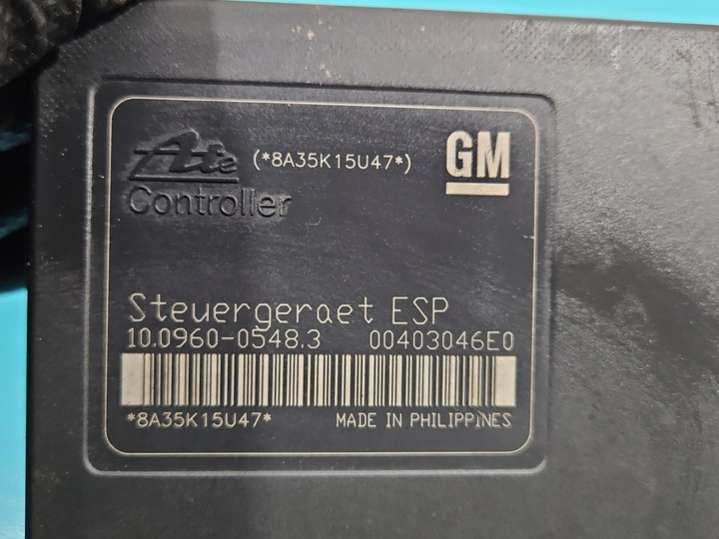 Ate (*8A35K15U47*) GM
Controller
Steuergeraet ESP
10.0960-0548.3 00403046E0
*8A35K15U47* MADE IN PHILIPPINES